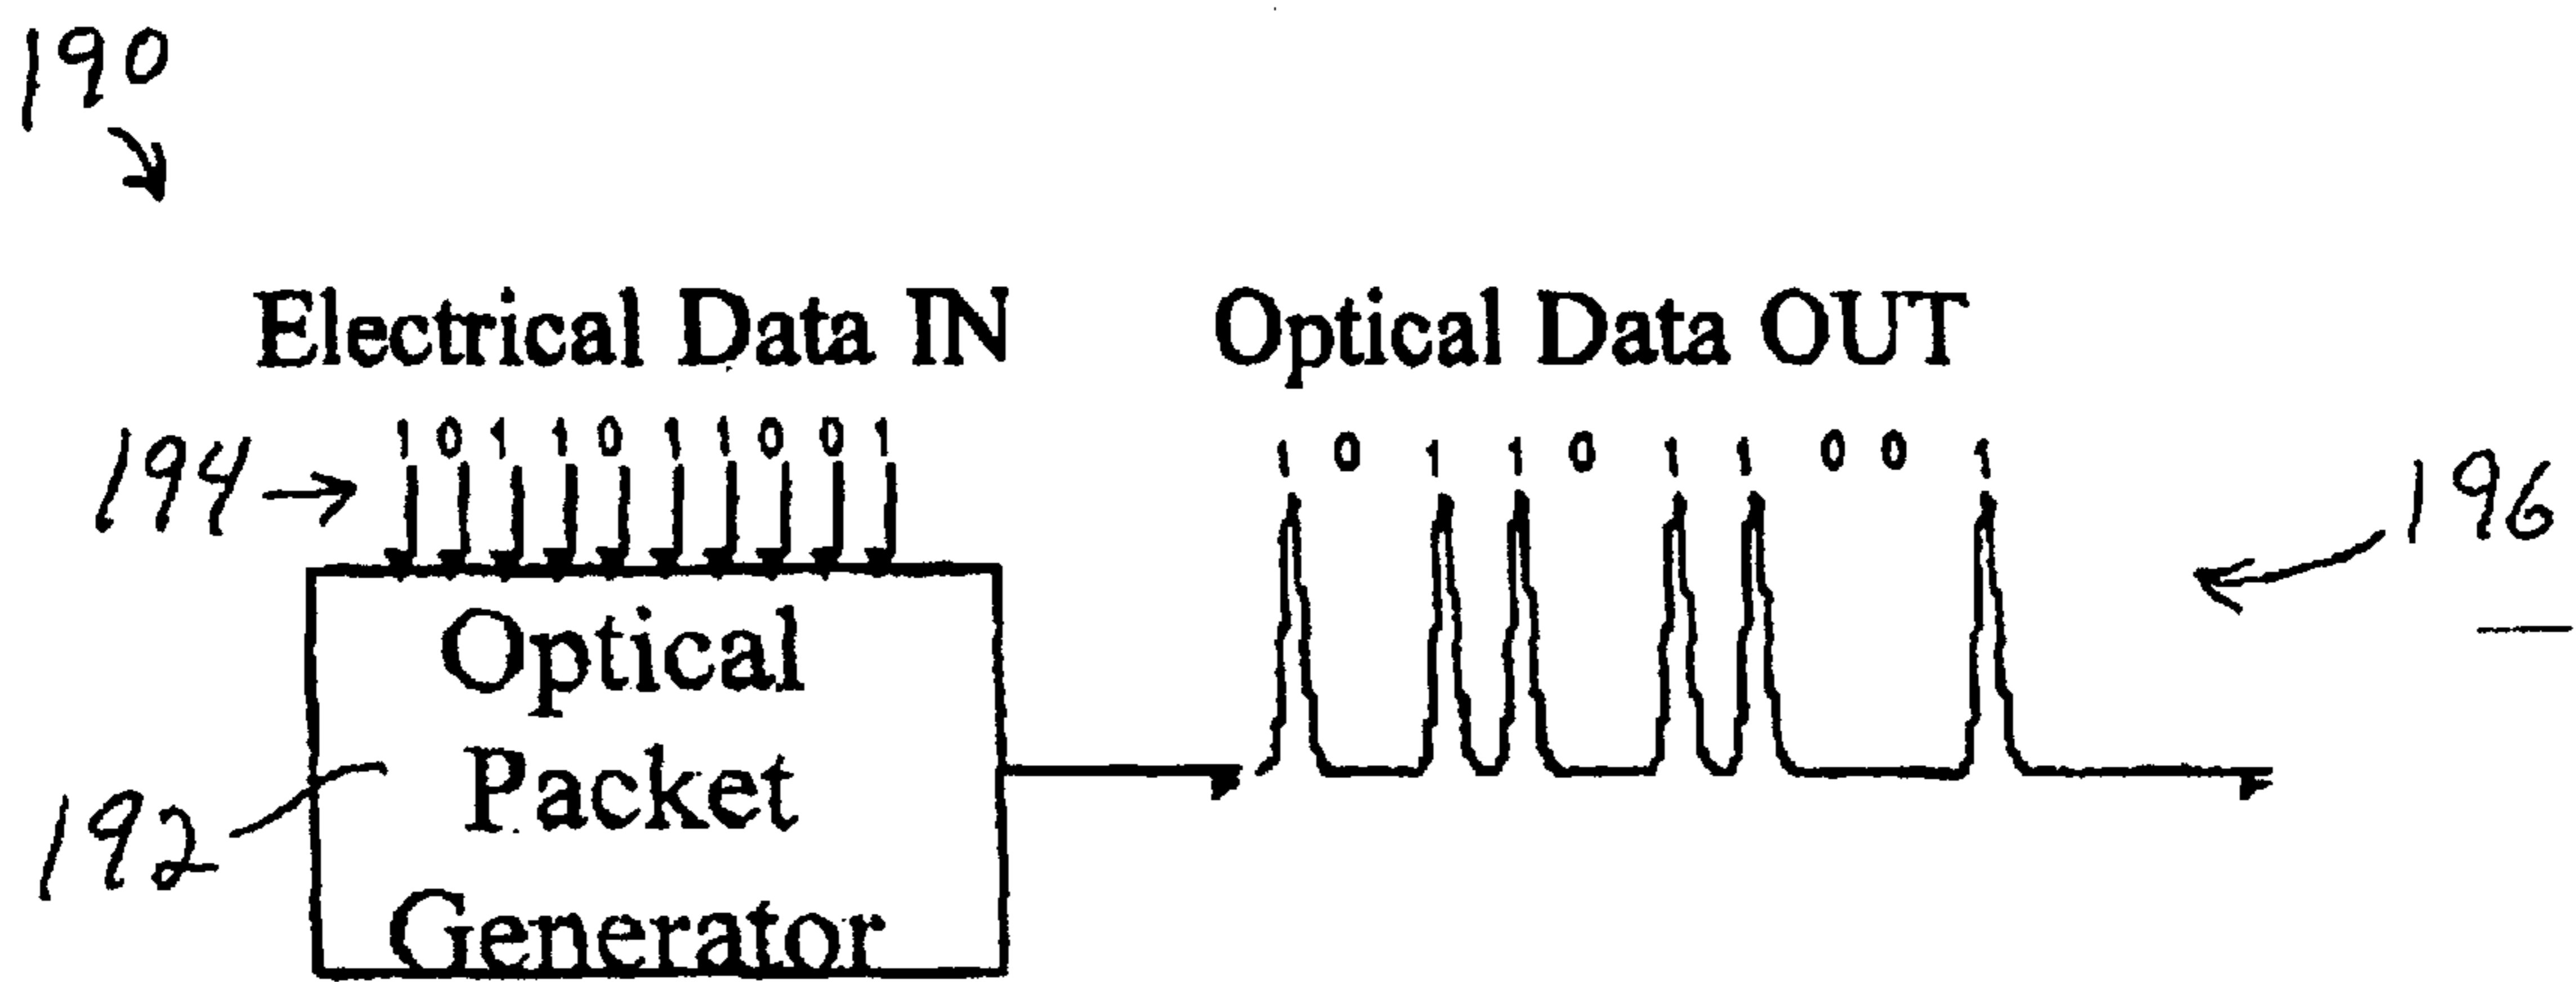 190
Electrical Data IN
Optical Data OUT
1 0 1 1 0 1 1 0 0 1
1 0 1 1 0 1 1 0 0 1
194
196
Optical
Packet
Generator
192